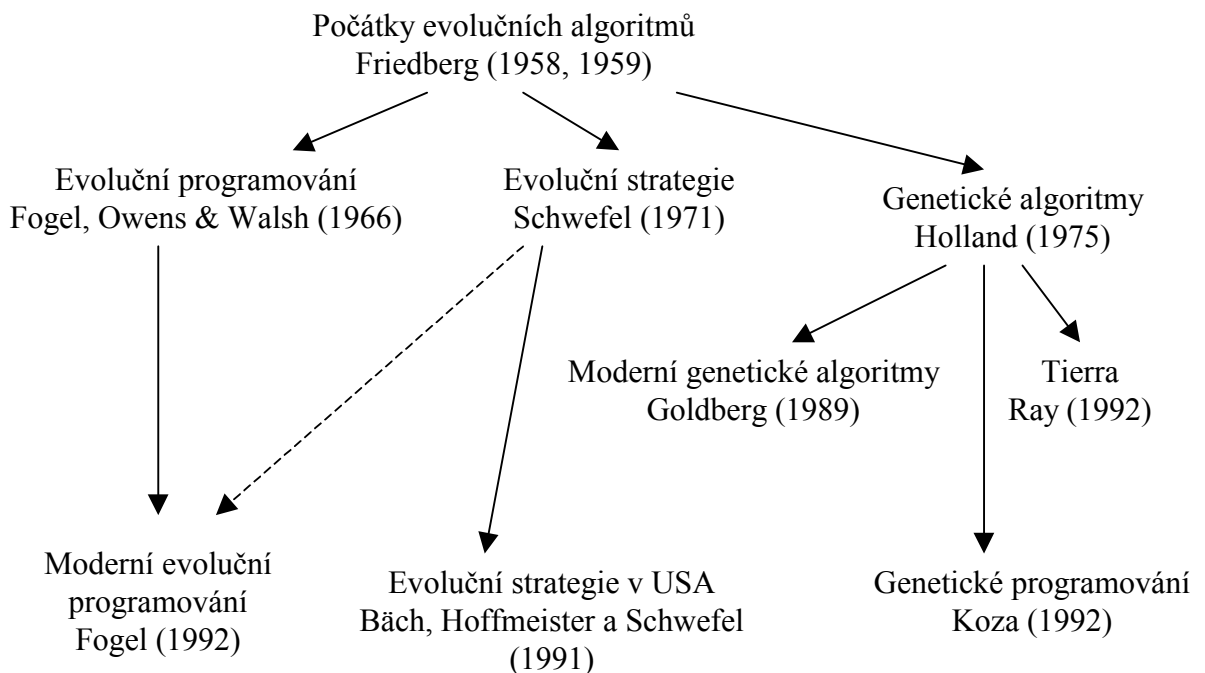 Počátky evolučních algoritmů
Friedberg (1958, 1959)
Evoluční programování
Fogel, Owens & Walsh (1966)
Evoluční strategie
Schwefel (1971)
Genetické algoritmy
Holland (1975)
Moderní genetické algoritmy
Goldberg (1989)
Tierra
Ray (1992)
Moderní evoluční
programování
Fogel (1992)
Evoluční strategie v USA
Bäch, Hoffmeister a Schwefel
(1991)
Genetické programování
Koza (1992)